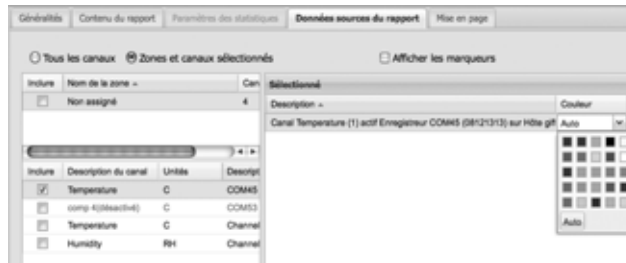 Généralités Contenu du rapport Paramètres des statistiques Données sources du rapport Mise en page
Tous les canaux Zones et canaux sélectionnés Afficher les marqueurs
Inclure Nom de la zone Can
Non assigné 4
Sélectionné
Description Couleur
Canal Temperature (1) actif Enregistreur COM45 (08121313) sur Hôte gif Auto
Inclure Description du canal Unités Descript
Temperature C COM45
comp 4(désactivé) C COM53
Temperature C Channel
Humidity RH Channel
Auto